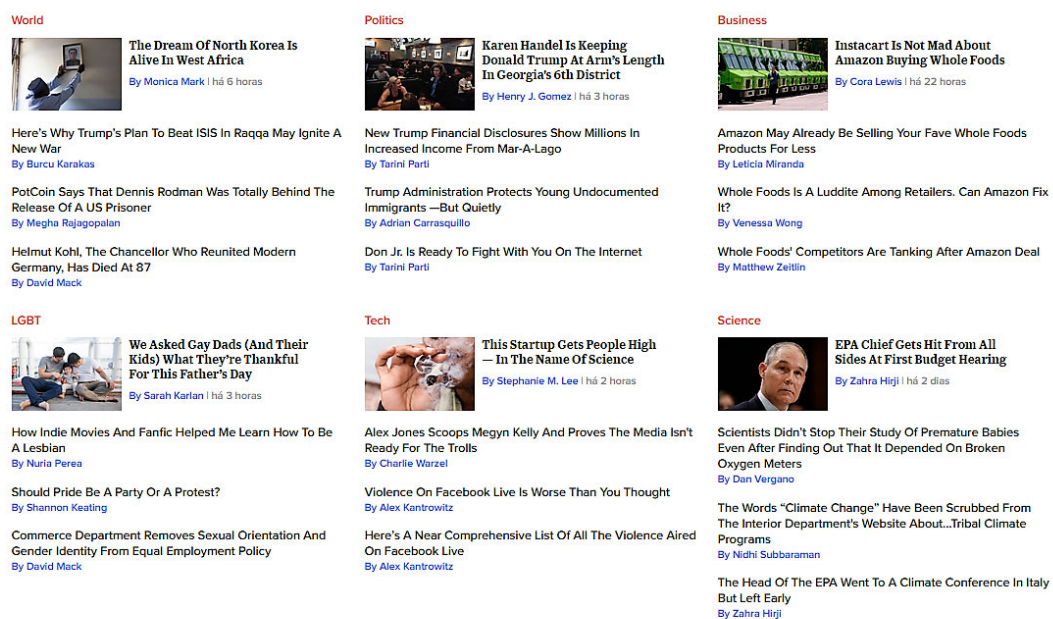 World
The Dream Of North Korea Is
Alive In West Africa
By Monica Mark | há 6 horas
Here's Why Trump's Plan To Beat ISIS In Raqqa May Ignite A
New War
By Burcu Karakas
PotCoin Says That Dennis Rodman Was Totally Behind The
Release Of A US Prisoner
By Megha Rajagopalan
Helmut Kohl, The Chancellor Who Reunited Modern
Germany, Has Died At 87
By David Mack
Politics
Karen Handel Is Keeping
Donald Trump At Arm's Length
In Georgia's 6th District
By Henry J. Gomez | há 3 horas
New Trump Financial Disclosures Show Millions In
Increased Income From Mar-A-Lago
By Tarini Parti
Trump Administration Protects Young Undocumented
Immigrants —But Quietly
By Adrian Carrasquillo
Don Jr. Is Ready To Fight With You On The Internet
By Tarini Parti
Business
Instacart Is Not Mad About
Amazon Buying Whole Foods
By Cora Lewis | há 22 horas
Amazon May Already Be Selling Your Fave Whole Foods
Products For Less
By Leticia Miranda
Whole Foods Is A Luddite Among Retailers. Can Amazon Fix
It?
By Venessa Wong
Whole Foods' Competitors Are Tanking After Amazon Deal
By Matthew Zeitlin
LGBT
We Asked Gay Dads (And Their
Kids) What They're Thankful
For This Father's Day
By Sarah Karlan | há 3 horas
How Indie Movies And Fanfic Helped Me Learn How To Be
A Lesbian
By Nuria Perea
Should Pride Be A Party Or A Protest?
By Shannon Keating
Commerce Department Removes Sexual Orientation And
Gender Identity From Equal Employment Policy
By David Mack
Tech
This Startup Gets People High
— In The Name Of Science
By Stephanie M. Lee | há 2 horas
Alex Jones Scoops Megyn Kelly And Proves The Media Isn't
Ready For The Trolls
By Charlie Warzel
Violence On Facebook Live Is Worse Than You Thought
By Alex Kantrowitz
Here's A Near Comprehensive List Of All The Violence Aired
On Facebook Live
By Alex Kantrowitz
Science
EPA Chief Gets Hit From All
Sides At First Budget Hearing
By Zahra Hirji | há 2 dias
Scientists Didn't Stop Their Study Of Premature Babies
Even After Finding Out That It Depended On Broken
Oxygen Meters
By Dan Vergano
The Words “Climate Change” Have Been Scrubbed From
The Interior Department's Website About...Tribal Climate
Programs
By Nidhi Subbaraman
The Head Of The EPA Went To A Climate Conference In Italy
But Left Early
By Zahra Hirji